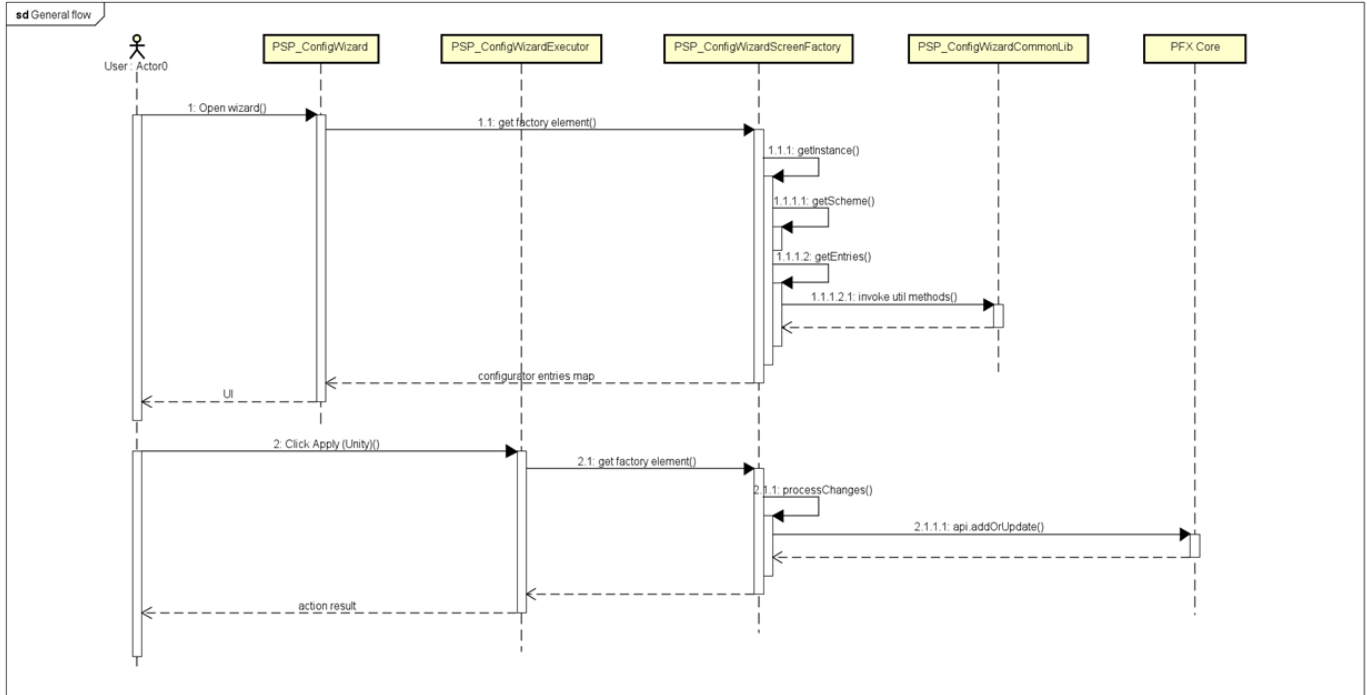 sd General flow
User : Actor0
PSP_ConfigWizard
PSP_ConfigWizardExecutor
PSP_ConfigWizardScreenFactory
PSP_ConfigWizardCommonLib
PFX Core
1: Open wizard()
1.1: get factory element()
1.1.1: getInstance()
1.1.1.1: getScheme()
1.1.1.2: getEntries()
1.1.1.2.1: invoke util methods()
configurator entries map
UI
2: Click Apply (Unity)()
2.1: get factory element()
2.1.1: processChanges()
2.1.1.1: api.addOrUpdate()
action result